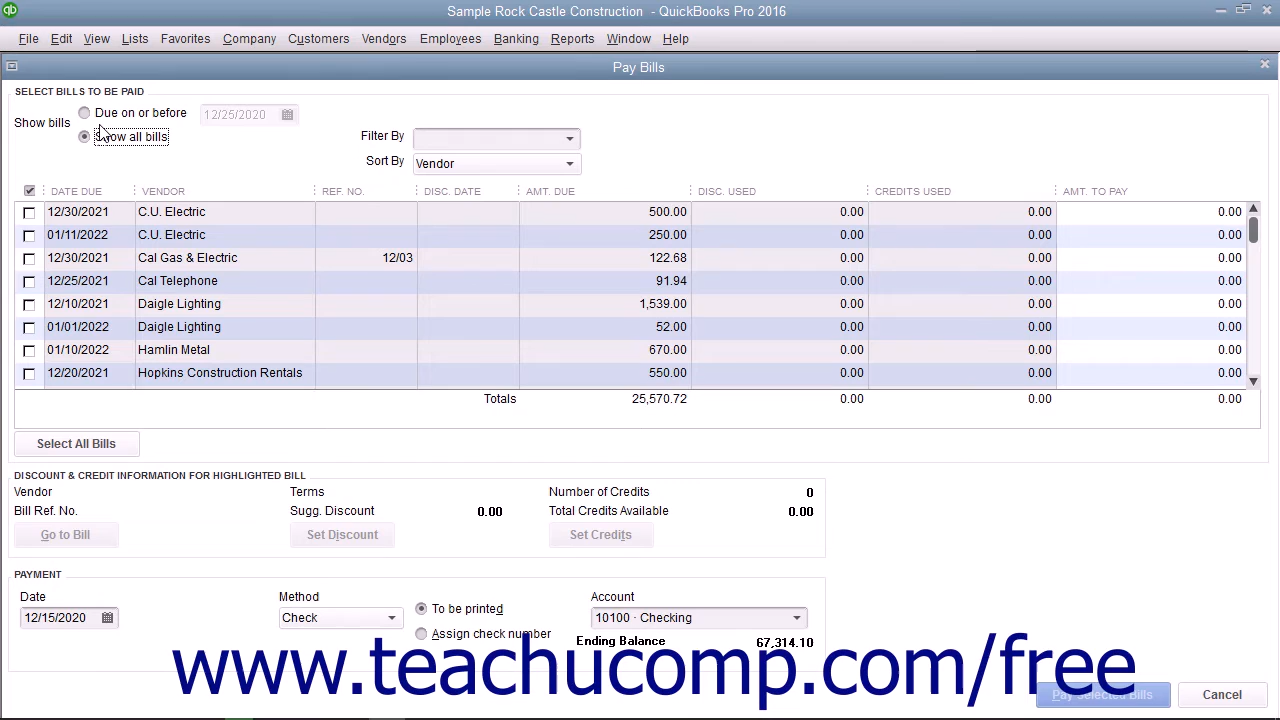 qb
Sample Rock Castle Construction - QuickBooks Pro 2016
File Edit View Lists Favorites Company Customers Vendors Employees Banking Reports Window Help
Pay Bills
SELECT BILLS TO BE PAID
Show bills
Due on or before 12/25/2020
Show all bills
Filter By
Sort By Vendor
DATE DUE VENDOR REF. NO. DISC. DATE AMT. DUE DISC. USED CREDITS USED AMT. TO PAY
12/30/2021 C.U. Electric 500.00 0.00 0.00 0.00
01/11/2022 C.U. Electric 250.00 0.00 0.00 0.00
12/30/2021 Cal Gas & Electric 12/03 122.68 0.00 0.00 0.00
12/25/2021 Cal Telephone 91.94 0.00 0.00 0.00
12/10/2021 Daigle Lighting 1,539.00 0.00 0.00 0.00
01/01/2022 Daigle Lighting 52.00 0.00 0.00 0.00
01/10/2022 Hamlin Metal 670.00 0.00 0.00 0.00
12/20/2021 Hopkins Construction Rentals 550.00 0.00 0.00 0.00
Totals 25,570.72 0.00 0.00 0.00
Select All Bills
DISCOUNT & CREDIT INFORMATION FOR HIGHLIGHTED BILL
Vendor Terms Number of Credits 0
Bill Ref. No. Sugg. Discount 0.00 Total Credits Available 0.00
Go to Bill Set Discount Set Credits
PAYMENT
Date Method Account
12/15/2020 Check To be printed 10100 · Checking
Assign check number Ending Balance 67,314.10
www.teachucomp.com/free
Pay Selected Bills Cancel